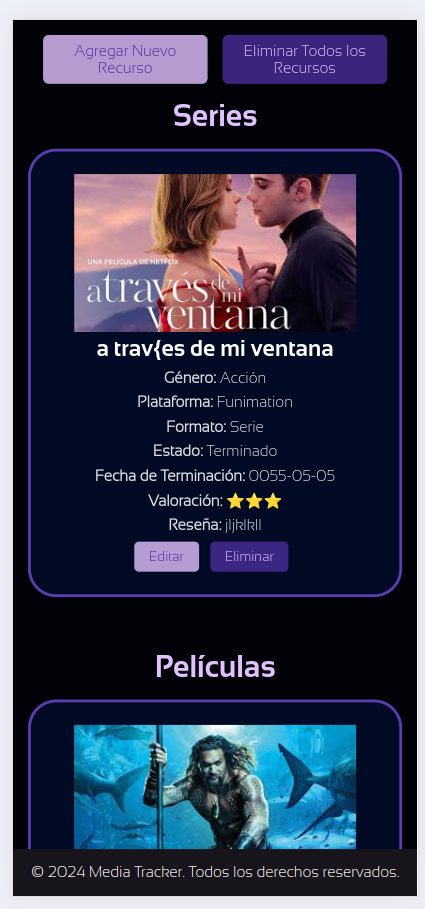 Agregar Nuevo
Recurso
Eliminar Todos los
Recursos
Series
UNA PELÍCULA DE NETFLIX
a través de mi
ventana
a trav{es de mi ventana
Género: Acción
Plataforma: Funimation
Formato: Serie
Estado: Terminado
Fecha de Terminación: 0055-05-05
Valoración: ⭐⭐⭐
Reseña: jljklkll
Editar
Eliminar
Películas
© 2024 Media Tracker. Todos los derechos reservados.